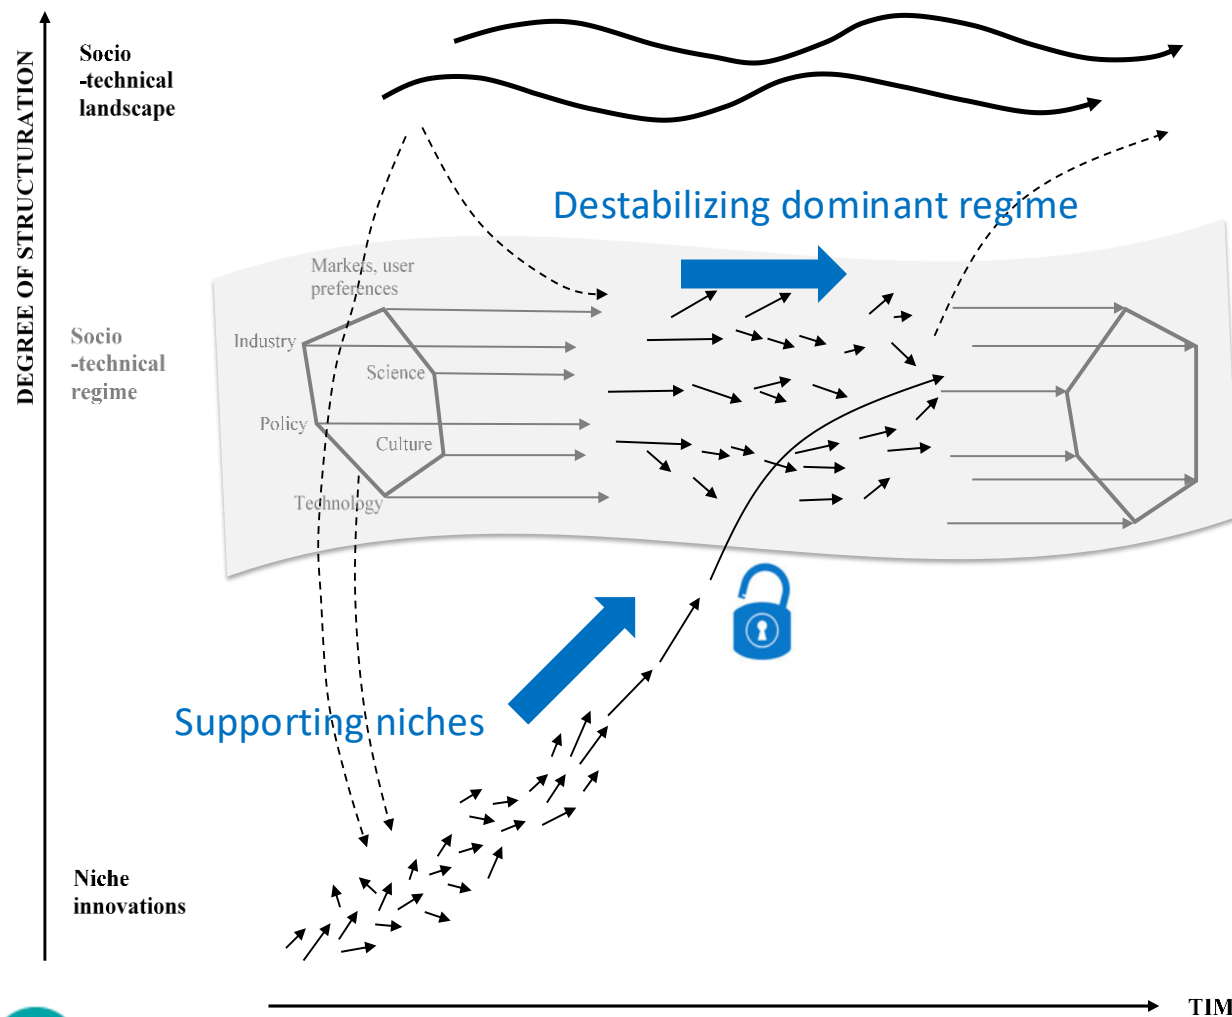 DEGREE OF STRUCTURATION
Socio
-technical
landscape
Destabilizing dominant regime
Markets, user
preferences
Socio
-technical
regime
Industry
Science
Policy
Culture
Technology
Supporting niches
Niche
innovations
TIM